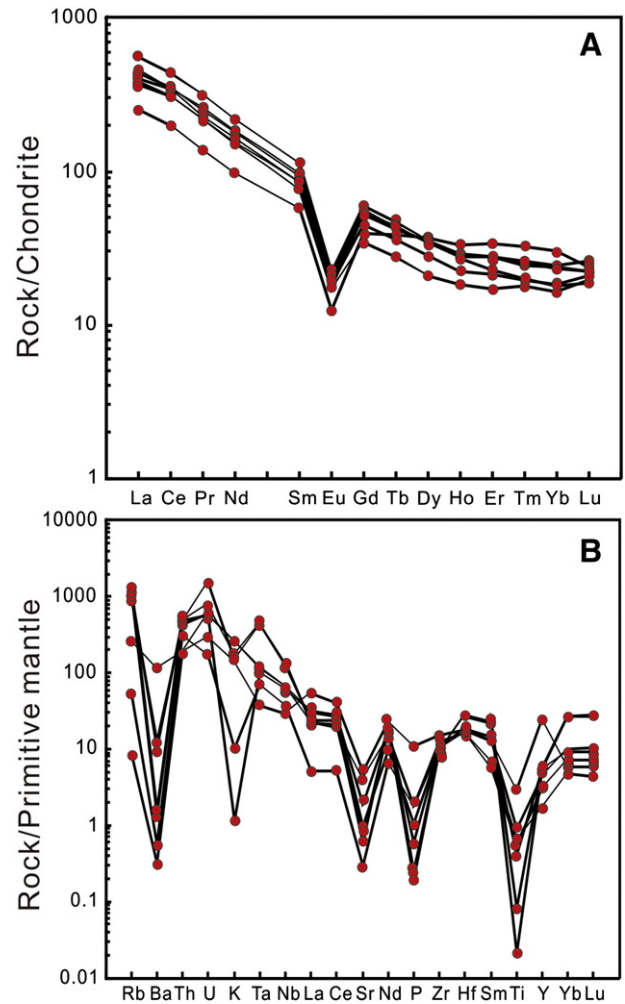 A
Rock/Chondrite
1000
100
10
1
La Ce Pr Nd Sm Eu Gd Tb Dy Ho Er Tm Yb Lu
B
Rock/Primitive mantle
10000
1000
100
10
1
0.1
0.01
Rb Ba Th U K Ta Nb La Ce Sr Nd P Zr Hf Sm Ti Y Yb Lu